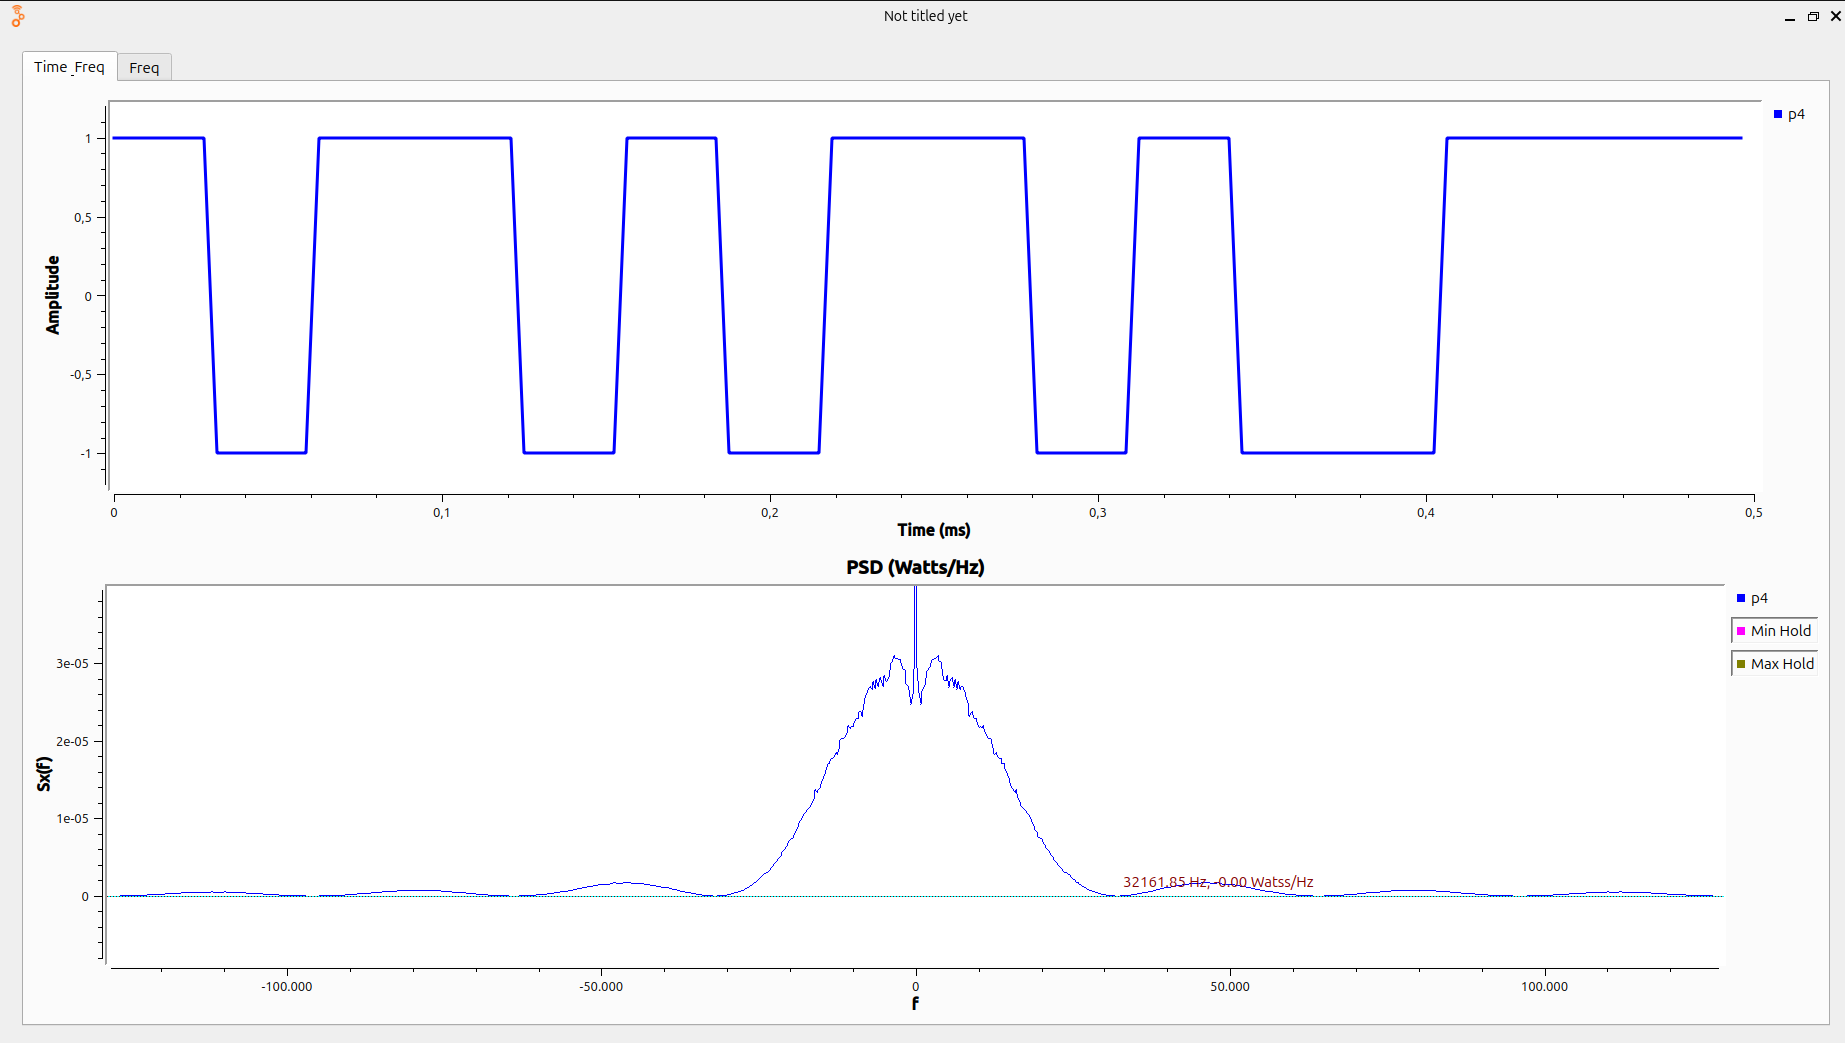 Not titled yet
Time_Freq
Freq
p4
Amplitude
1
0,5
0
-0,5
-1
0
0,1
0,2
0,3
0,4
0,5
Time (ms)
PSD (Watts/Hz)
p4
Min Hold
Max Hold
Sx(f)
3e-05
2e-05
1e-05
0
32161.85 Hz, -0.00 Watss/Hz
-100.000
-50.000
0
50.000
100.000
f